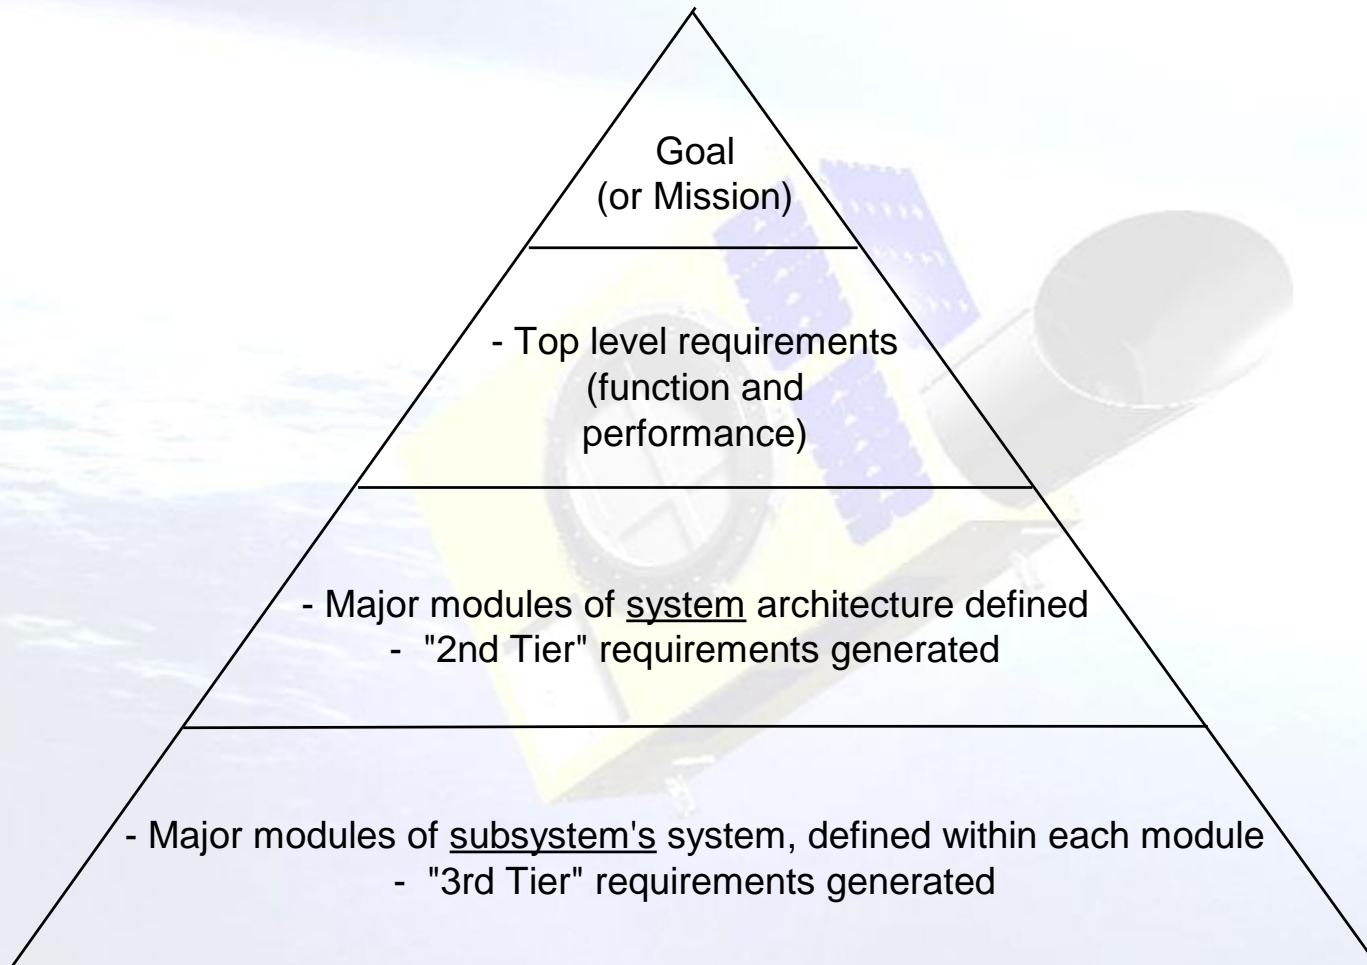 Goal
(or Mission)
- Top level requirements
(function and
performance)
- Major modules of system architecture defined
- "2nd Tier" requirements generated
- Major modules of subsystem's system, defined within each module
- "3rd Tier" requirements generated